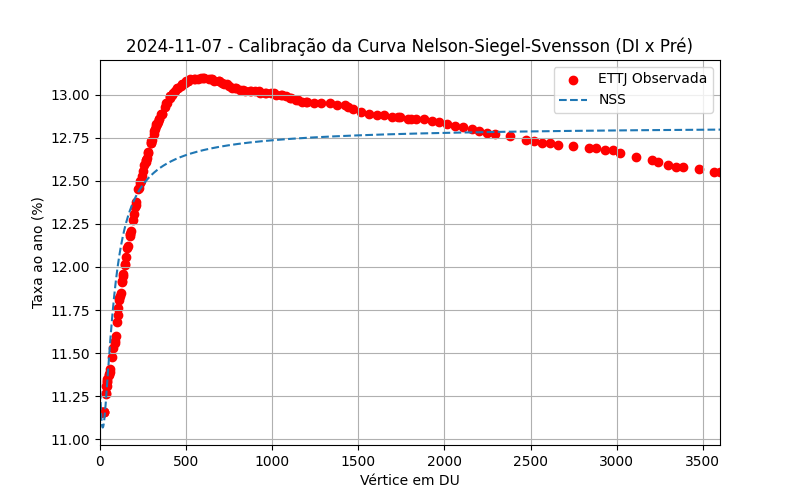 2024-11-07 - Calibração da Curva Nelson-Siegel-Svensson (DI x Pré)
ETTJ Observada
NSS
Taxa ao ano (%)
13.00
12.75
12.50
12.25
12.00
11.75
11.50
11.25
11.00
0 500 1000 1500 2000 2500 3000 3500
Vértice em DU